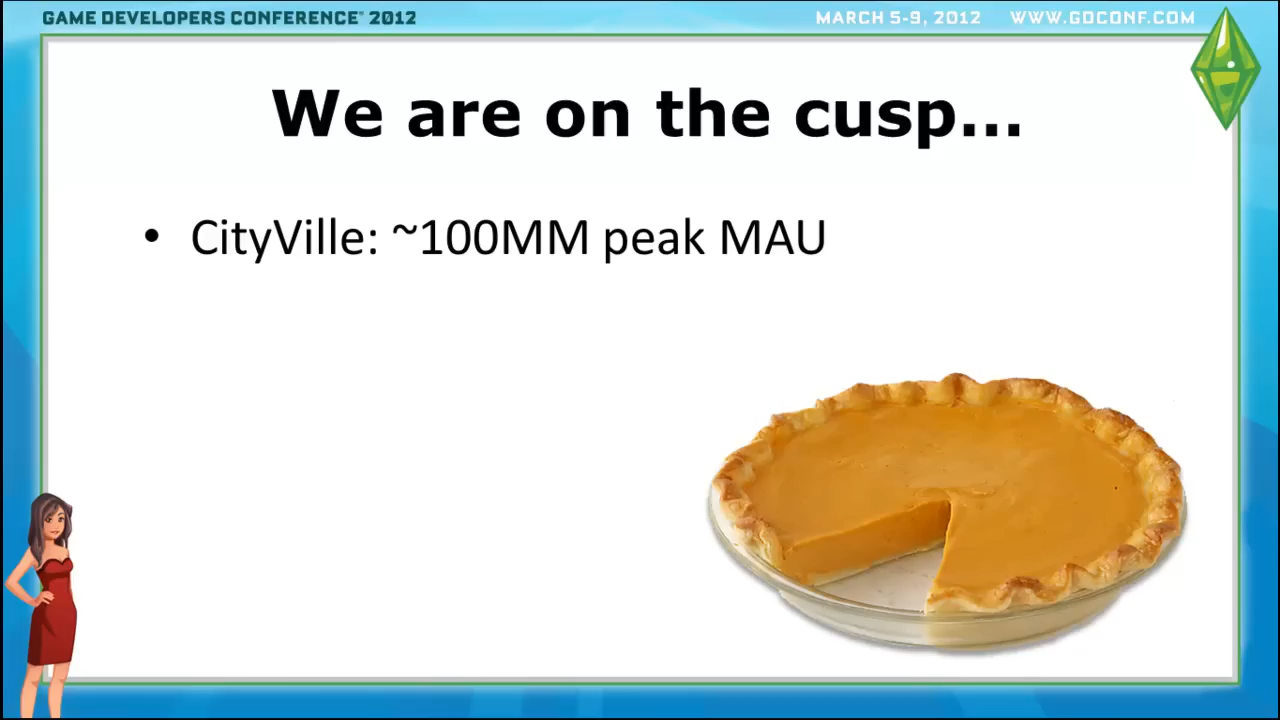 GAME DEVELOPERS CONFERENCE® 2012
MARCH 5-9, 2012 WWW.GDCONF.COM
We are on the cusp…
• CityVille: ~100MM peak MAU